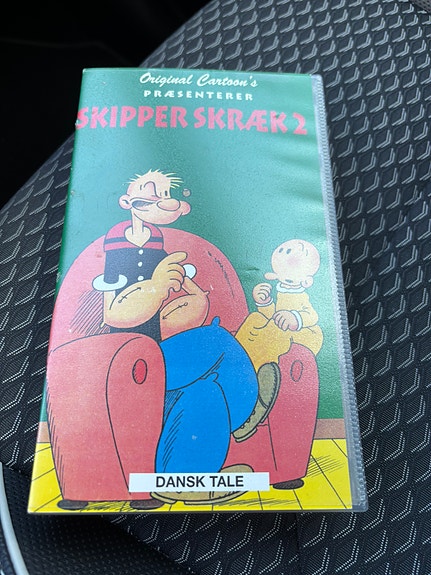 Original Cartoon's
PRÆSENTERER
SKIPPER SKRÆK 2
DANSK TALE